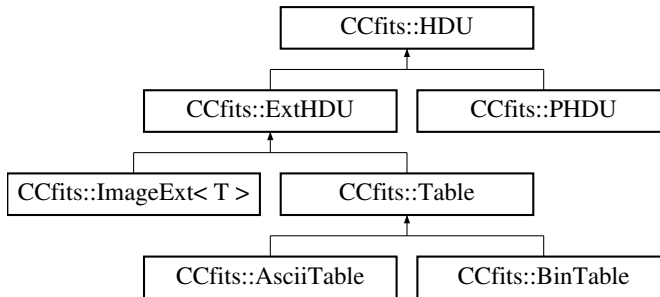 CCfits::HDU
CCfits::ExtHDU
CCfits::PHDU
CCfits::ImageExt< T >
CCfits::Table
CCfits::AsciiTable
CCfits::BinTable